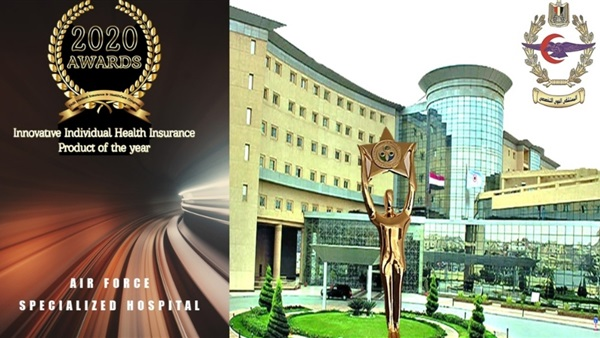 2020
AWARDS
Innovative Individual Health Insurance
Product of the year
AIR FORCE
SPECIALIZED HOSPITAL